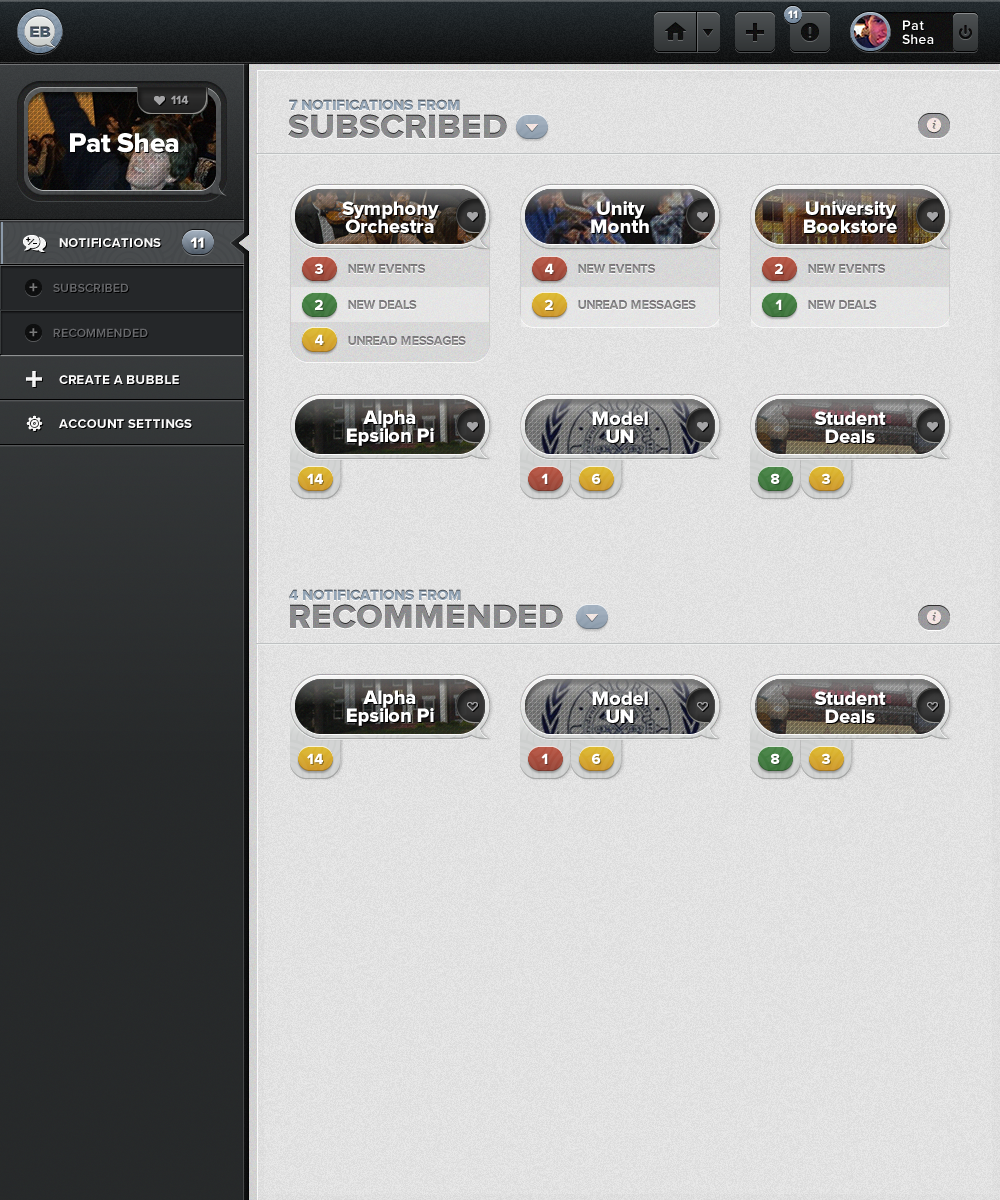 EB
11
Pat
Shea
114
Pat Shea
NOTIFICATIONS 11
SUBSCRIBED
RECOMMENDED
CREATE A BUBBLE
ACCOUNT SETTINGS
7 NOTIFICATIONS FROM
SUBSCRIBED
i
Symphony
Orchestra
3 NEW EVENTS
2 NEW DEALS
4 UNREAD MESSAGES
Unity
Month
4 NEW EVENTS
2 UNREAD MESSAGES
University
Bookstore
2 NEW EVENTS
1 NEW DEALS
Alpha
Epsilon Pi
14
Model
UN
1 6
Student
Deals
8 3
4 NOTIFICATIONS FROM
RECOMMENDED
i
Alpha
Epsilon Pi
14
Model
UN
1 6
Student
Deals
8 3